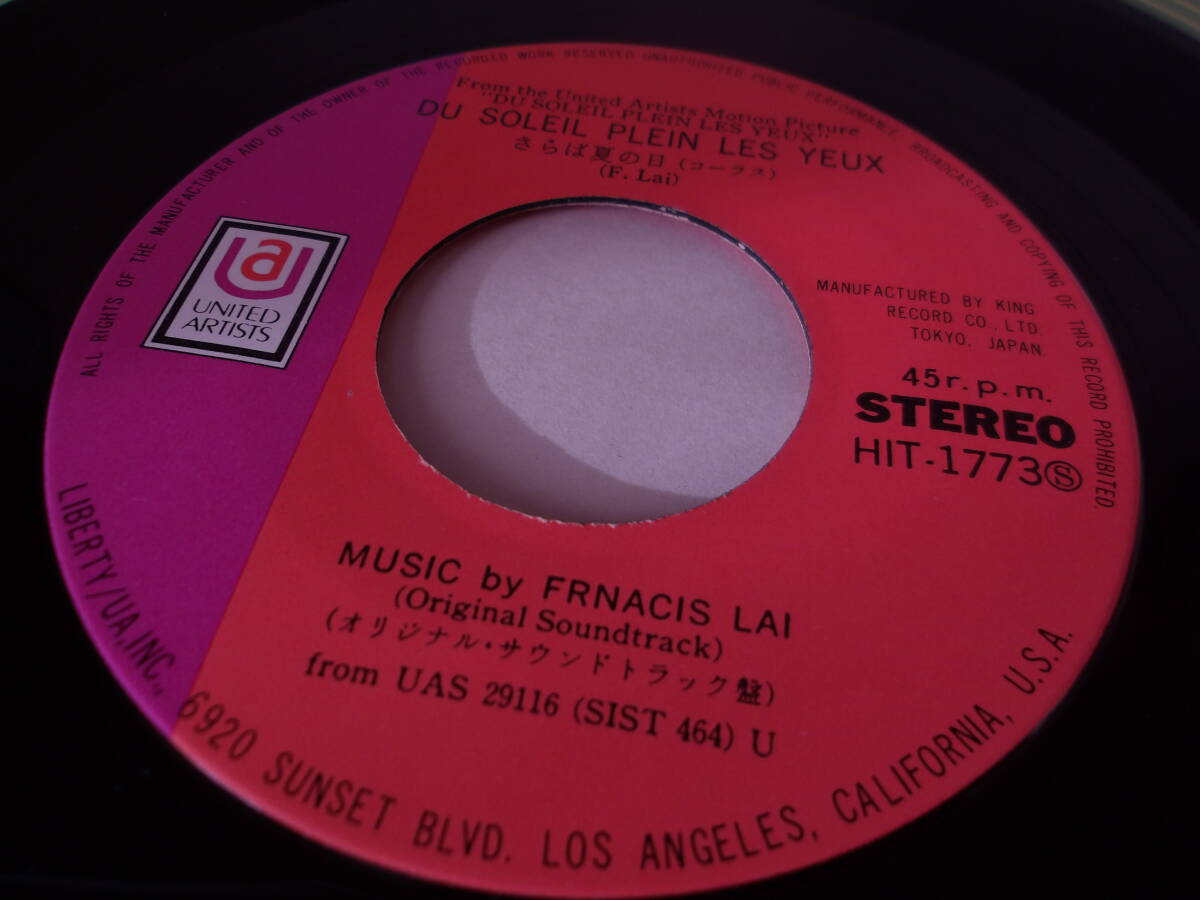 ALL RIGHTS OF THE MANUFACTURER AND OF THE OWNER OF THE RECORDED WORK RESERVED UNAUTHORIZED PUBLIC PERFORMANCE BROADCASTING AND COPYING OF THIS RECORD PROHIBITED.
From the United Artists Motion Picture
"DU SOLEIL PLEIN LES YEUX"
DU SOLEIL PLEIN LES YEUX
さらば夏の日 (コーラス)
(F. Lai)
ua
UNITED
ARTISTS
MANUFACTURED BY KING
RECORD CO., LTD.
TOKYO, JAPAN.
45r.p.m.
STEREO
HIT-1773Ⓢ
MUSIC by FRNACIS LAI
(Original Soundtrack)
(オリジナル・サウンドトラック盤)
from UAS 29116 (SIST 464) U
LIBERTY/UA, INC., 6920 SUNSET BLVD. LOS ANGELES, CALIFORNIA, U.S.A.